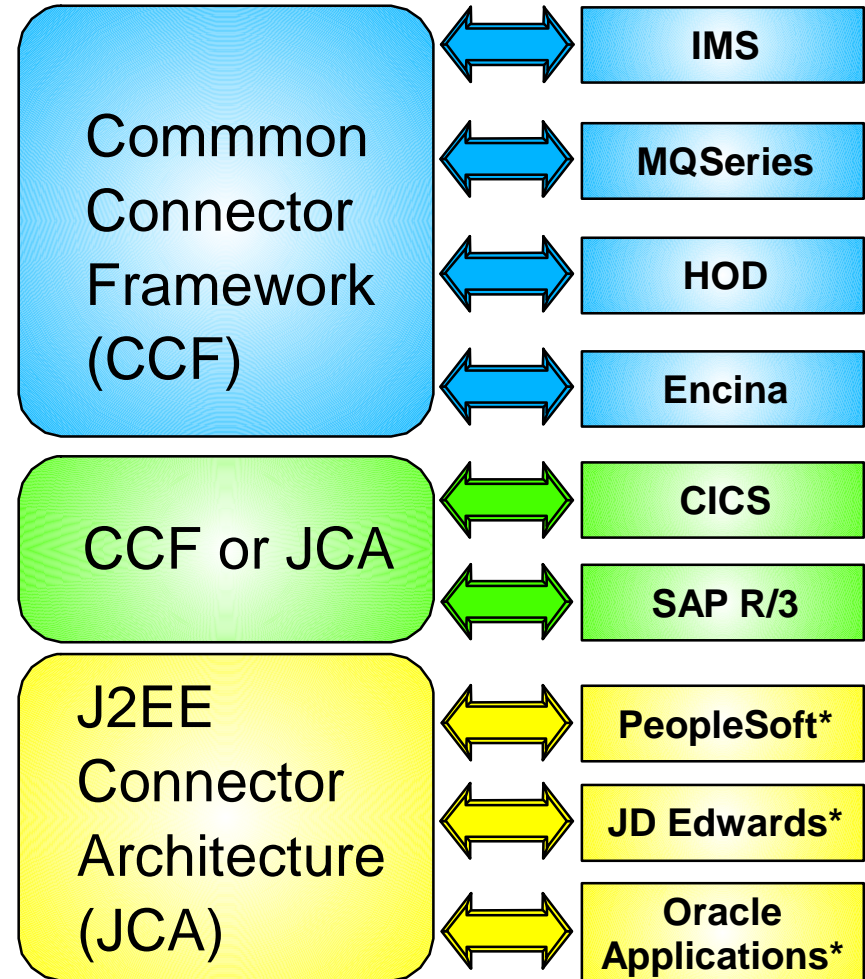 Commmon
Connector
Framework
(CCF)
IMS
MQSeries
HOD
Encina
CCF or JCA
CICS
SAP R/3
J2EE
Connector
Architecture
(JCA)
PeopleSoft*
JD Edwards*
Oracle
Applications*